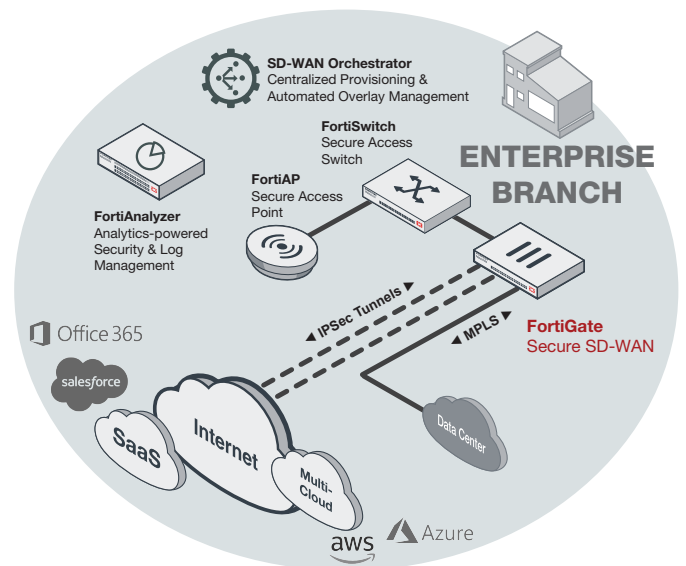 SD-WAN Orchestrator
Centralized Provisioning &
Automated Overlay Management
FortiSwitch
Secure Access
Switch
ENTERPRISE
BRANCH
FortiAP
Secure Access
Point
FortiAnalyzer
Analytics-powered
Security & Log
Management
◀ IPSec Tunnels ▶
◀ MPLS ▶
FortiGate
Secure SD-WAN
Office 365
salesforce
SaaS
Internet
Multi-
Cloud
Data Center
aws
Azure